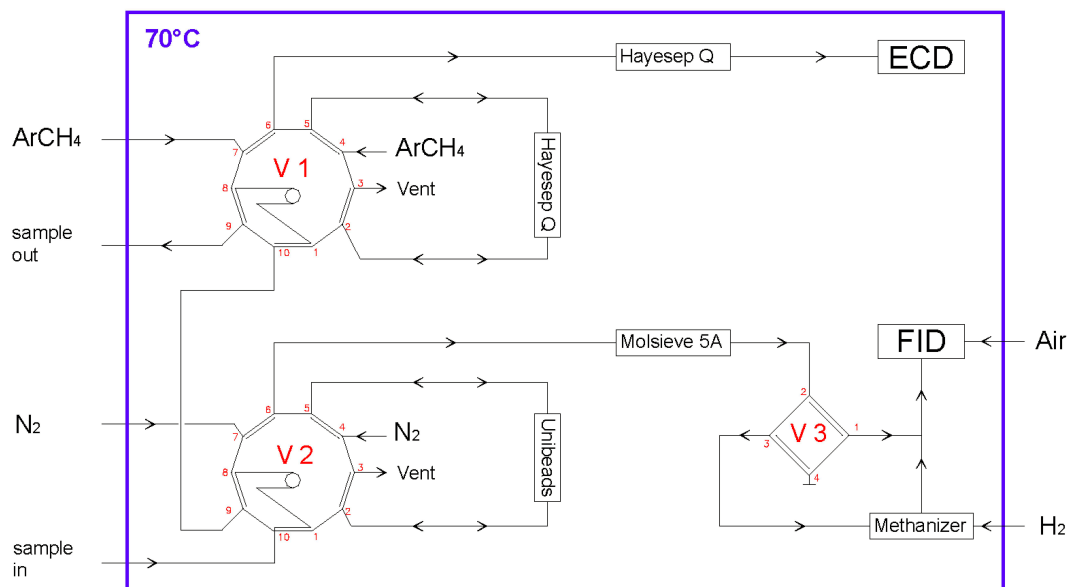 70°C
Hayesep Q
ECD
ArCH₄
6
5
7
4
ArCH₄
V 1
8
3
Vent
Hayesep Q
sample
out
9
2
10
1
Molsieve 5A
FID
Air
N₂
6
5
7
4
N₂
V 2
8
3
Vent
Unibeads
2
3
V 3
1
4
9
2
10
1
Methanizer
H₂
sample
in